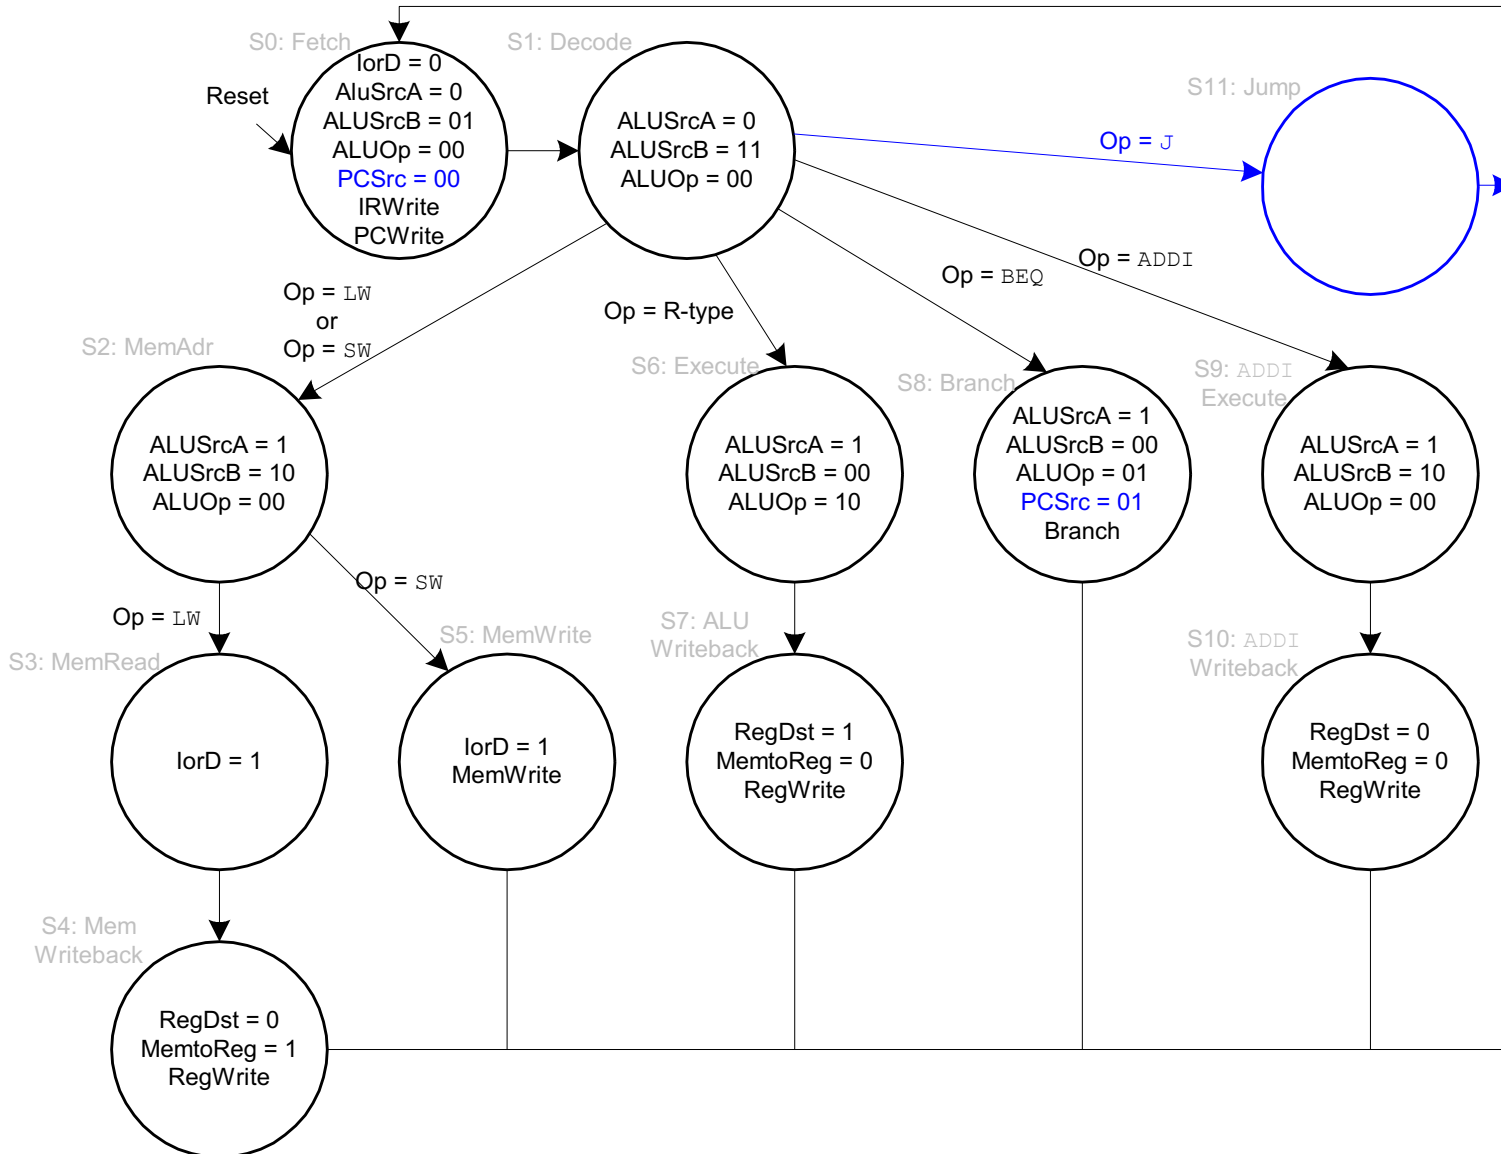 S0: Fetch
IorD = 0
AluSrcA = 0
ALUSrcB = 01
ALUOp = 00
PCSrc = 00
IRWrite
PCWrite
Reset
S1: Decode
ALUSrcA = 0
ALUSrcB = 11
ALUOp = 00
S11: Jump
Op = J
Op = ADDI
Op = BEQ
Op = R-type
Op = LW
or
Op = SW
S2: MemAdr
ALUSrcA = 1
ALUSrcB = 10
ALUOp = 00
S6: Execute
ALUSrcA = 1
ALUSrcB = 00
ALUOp = 10
S8: Branch
ALUSrcA = 1
ALUSrcB = 00
ALUOp = 01
PCSrc = 01
Branch
S9: ADDI
Execute
ALUSrcA = 1
ALUSrcB = 10
ALUOp = 00
Op = LW
Op = SW
S3: MemRead
IorD = 1
S5: MemWrite
IorD = 1
MemWrite
S7: ALU
Writeback
RegDst = 1
MemtoReg = 0
RegWrite
S10: ADDI
Writeback
RegDst = 0
MemtoReg = 0
RegWrite
S4: Mem
Writeback
RegDst = 0
MemtoReg = 1
RegWrite